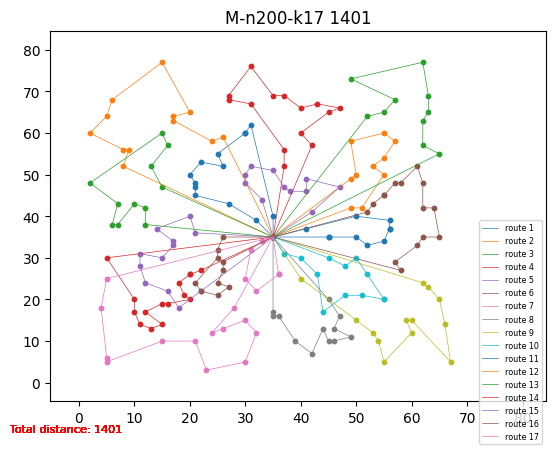 M-n200-k17 1401
80
70
60
50
40
30
20
10
0
0 10 20 30 40 50 60 70 80
route 1
route 2
route 3
route 4
route 5
route 6
route 7
route 8
route 9
route 10
route 11
route 12
route 13
route 14
route 15
route 16
route 17
Total distance: 1401